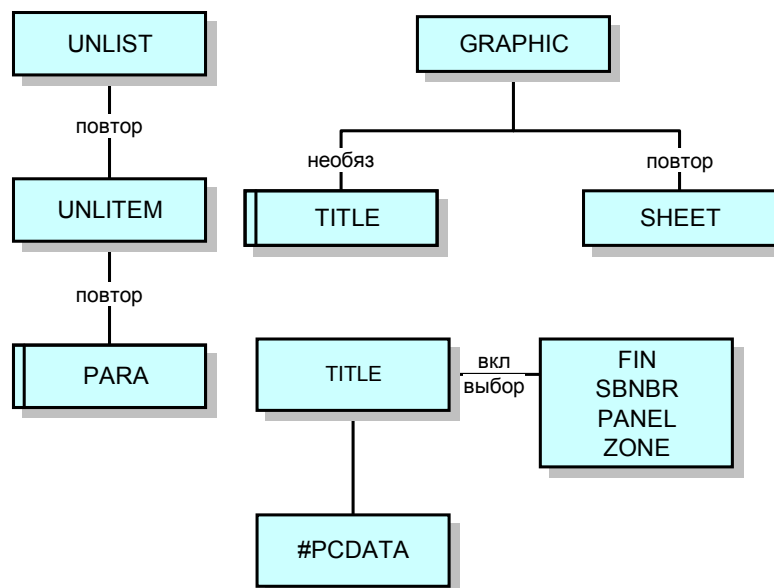 UNLIST
повтор
UNLITEM
повтор
PARA
GRAPHIC
необяз
повтор
TITLE
SHEET
TITLE
вкл
выбор
FIN
SBNBR
PANEL
ZONE
#PCDATA